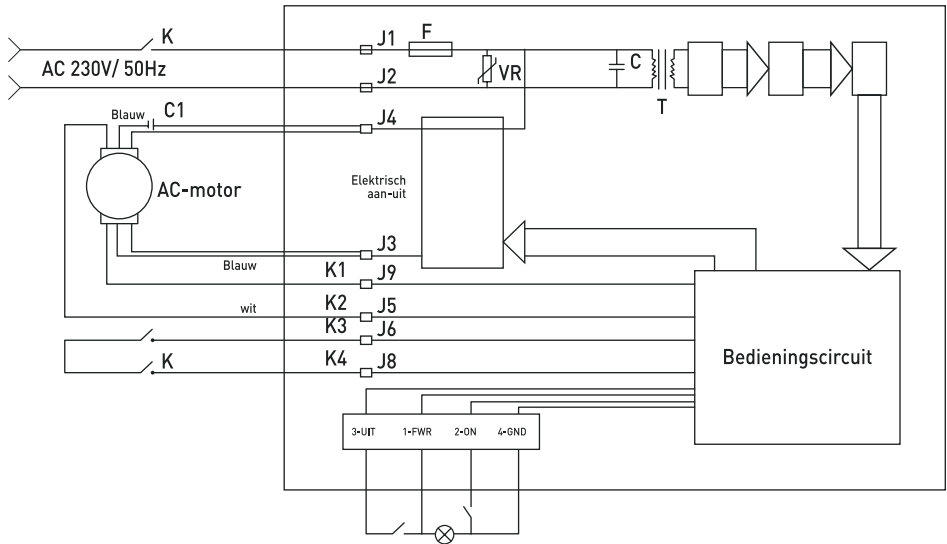 K
J1
F
AC 230V/ 50Hz
VR
C
J2
T
Blauw
C1
J4
AC-motor
Elektrisch
aan-uit
J3
Blauw
K1
J9
wit
K2
J5
K3
J6
K
K4
J8
Bedieningscircuit
3-UIT
1-FWR
2-ON
4-GND